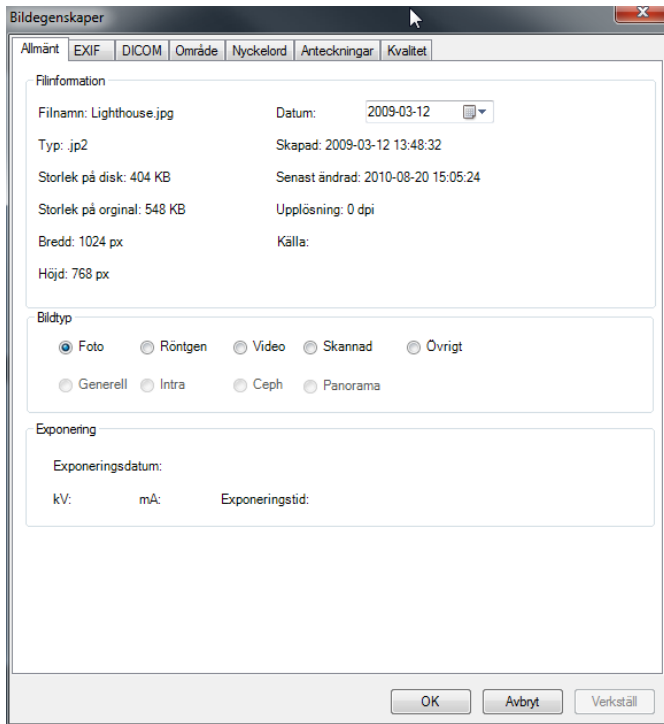 Bildegenskaper
Allmänt EXIF DICOM Område Nyckelord Anteckningar Kvalitet
Filinformation
Filnamn: Lighthouse.jpg Datum: 2009-03-12
Typ: .jp2 Skapad: 2009-03-12 13:48:32
Storlek på disk: 404 KB Senast ändrad: 2010-08-20 15:05:24
Storlek på orginal: 548 KB Upplösning: 0 dpi
Bredd: 1024 px Källa:
Höjd: 768 px
Bildtyp
Foto Röntgen Video Skannad Övrigt
Generell Intra Ceph Panorama
Exponering
Exponeringsdatum:
kV: mA: Exponeringstid:
OK Avbryt Verkställ